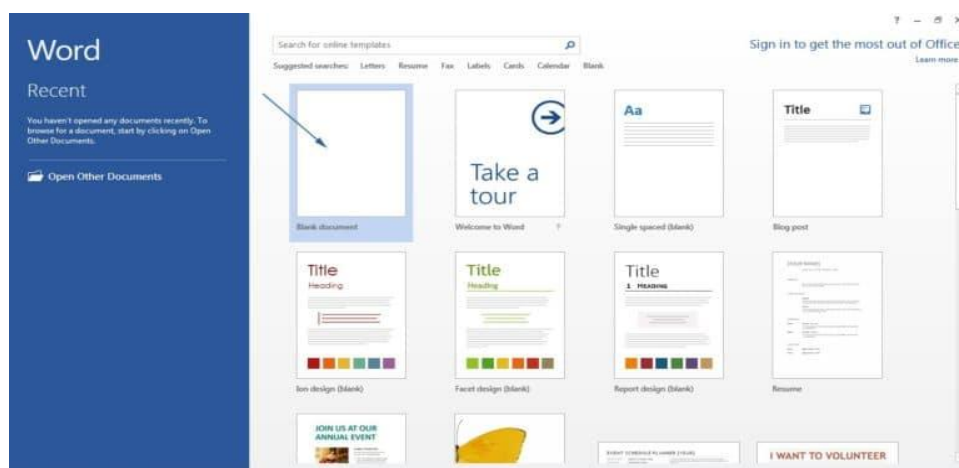 Word
Recent
You haven't opened any documents recently. To
browse for a document, start by clicking on Open
Other Documents.
Open Other Documents
?
Search for online templates
Suggested searches: Letters Resume Fax Labels Cards Calendar Blank
Sign in to get the most out of Office
Learn more
Blank document
Take a
tour
Welcome to Word
Aa
Single spaced (blank)
Title
Blog post
Title
Heading
Ion design (blank)
Title
Heading
Facet design (blank)
Title
1 HEADING
Report design (blank)
Resume
JOIN US AT OUR
ANNUAL EVENT
EVENT SCHEDULE PLANNER [YEAR]
I WANT TO VOLUNTEER